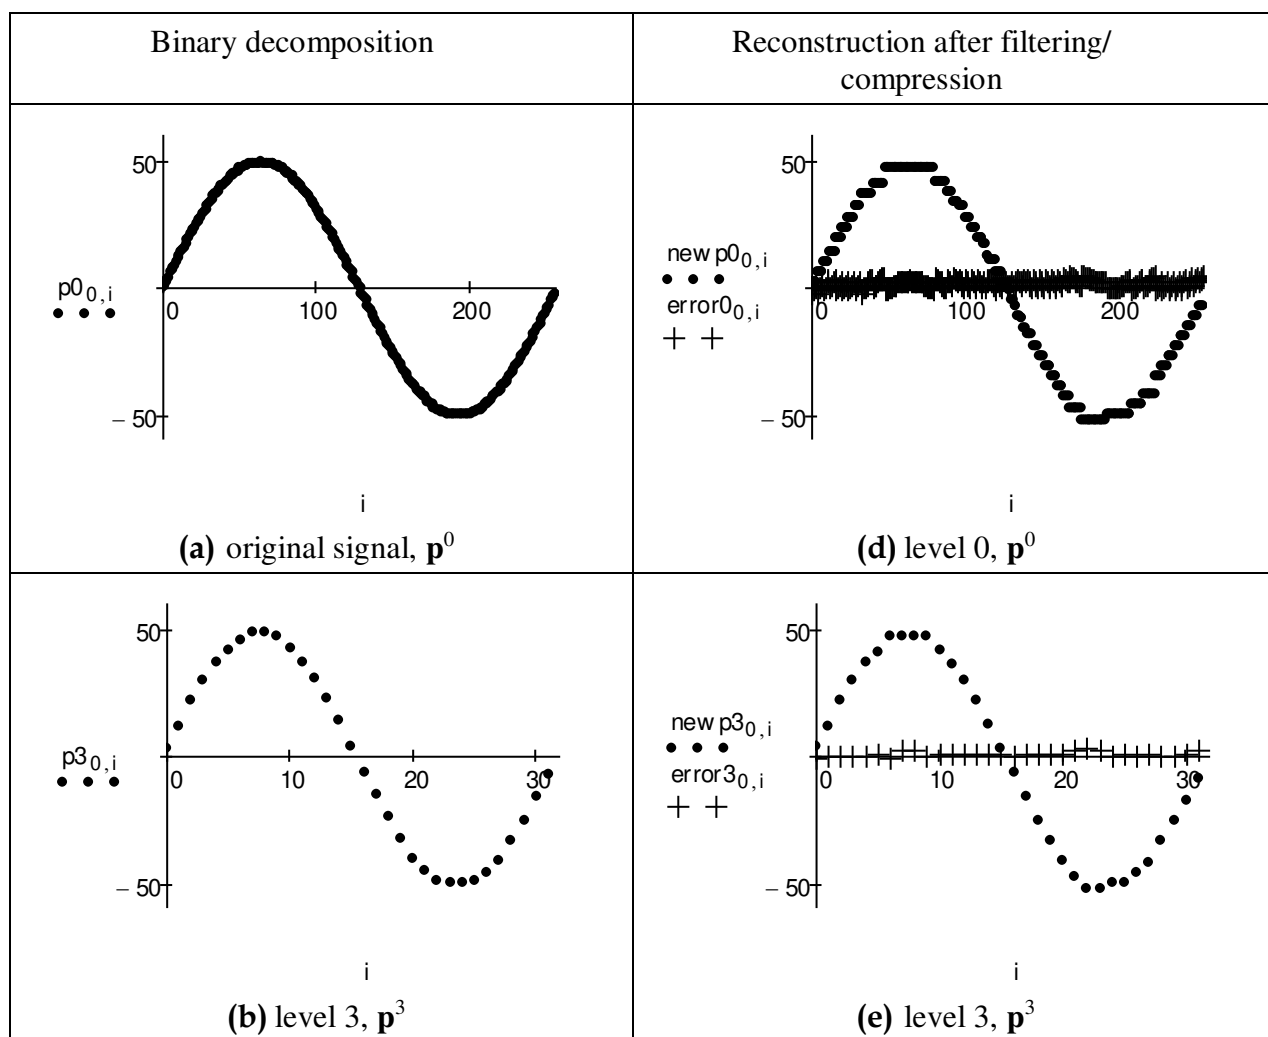 Binary decomposition
Reconstruction after filtering/
compression
50
p0₀,ᵢ
0
100
200
− 50
i
(a) original signal, p⁰
50
new p0₀,ᵢ
error0₀,ᵢ
0
100
200
− 50
i
(d) level 0, p⁰
50
p3₀,ᵢ
0
10
20
30
− 50
i
(b) level 3, p³
50
new p3₀,ᵢ
error3₀,ᵢ
0
10
20
30
− 50
i
(e) level 3, p³